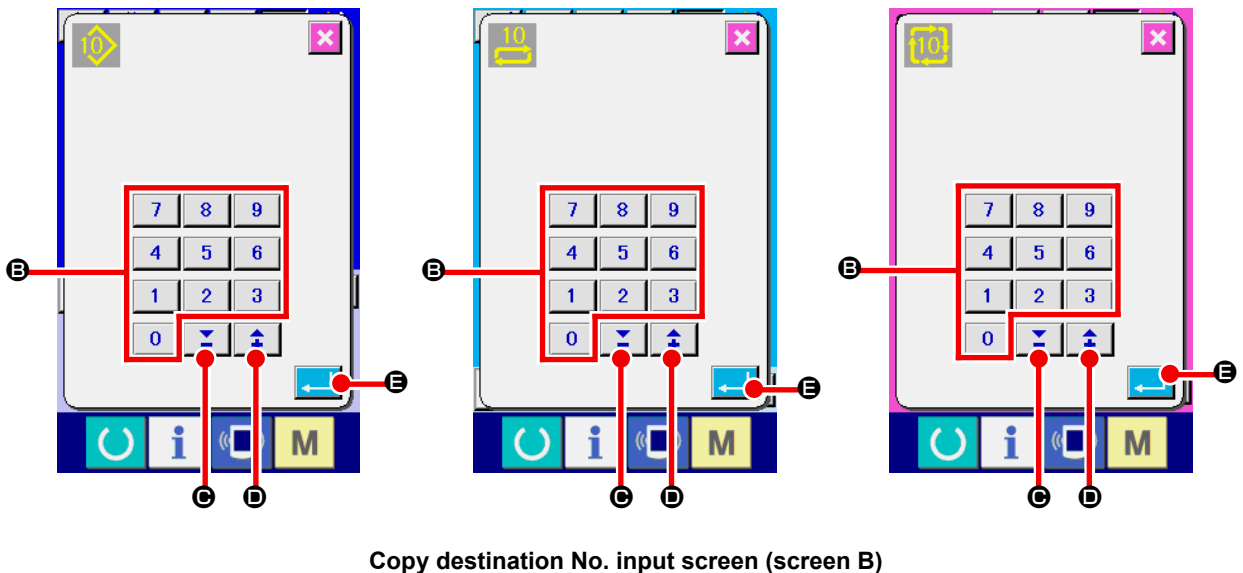 10 10 10
7 8 9 7 8 9 7 8 9
B 4 5 6 B 4 5 6 B 4 5 6
1 2 3 1 2 3 1 2 3
0 0 0
E E E
i M i M i M
C D C D C D
Copy destination No. input screen (screen B)